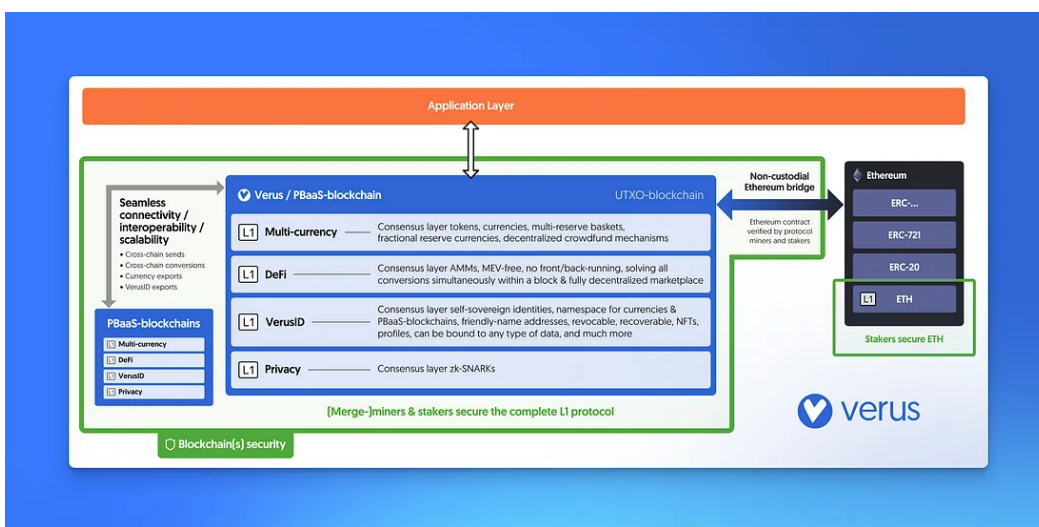 Application Layer
Seamless
connectivity /
interoperability /
scalability
• Cross-chain sends
• Cross-chain conversions
• Currency exports
• VerusID exports
PBaaS-blockchains
L1 Multi-currency
L1 DeFi
L1 VerusID
L1 Privacy
Verus / PBaaS-blockchain
UTXO-blockchain
L1 Multi-currency
Consensus layer tokens, currencies, multi-reserve baskets,
fractional reserve currencies, decentralized crowdfund mechanisms
L1 DeFi
Consensus layer AMMs, MEV-free, no front/back-running, solving all
conversions simultaneously within a block & fully decentralized marketplace
L1 VerusID
Consensus layer self-sovereign identities, namespace for currencies &
PBaaS-blockchains, friendly-name addresses, revocable, recoverable, NFTs,
profiles, can be bound to any type of data, and much more
L1 Privacy
Consensus layer zk-SNARKs
(Merge-)miners & stakers secure the complete L1 protocol
Blockchain(s) security
Non-custodial
Ethereum bridge
Ethereum contract
verified by protocol
miners and stakers
Ethereum
ERC-...
ERC-721
ERC-20
L1 ETH
Stakers secure ETH
verus